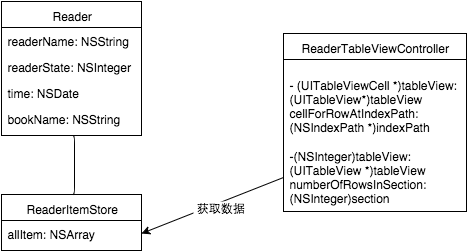 Reader
readerName: NSString
readerState: NSInteger
time: NSDate
bookName: NSString
ReaderItemStore
allItem: NSArray
获取数据
ReaderTableViewController
- (UITableViewCell *)tableView:
(UITableView*)tableView
cellForRowAtIndexPath:
(NSIndexPath *)indexPath
-(NSInteger)tableView:
(UITableView *)tableView
numberOfRowsInSection:
(NSInteger)section